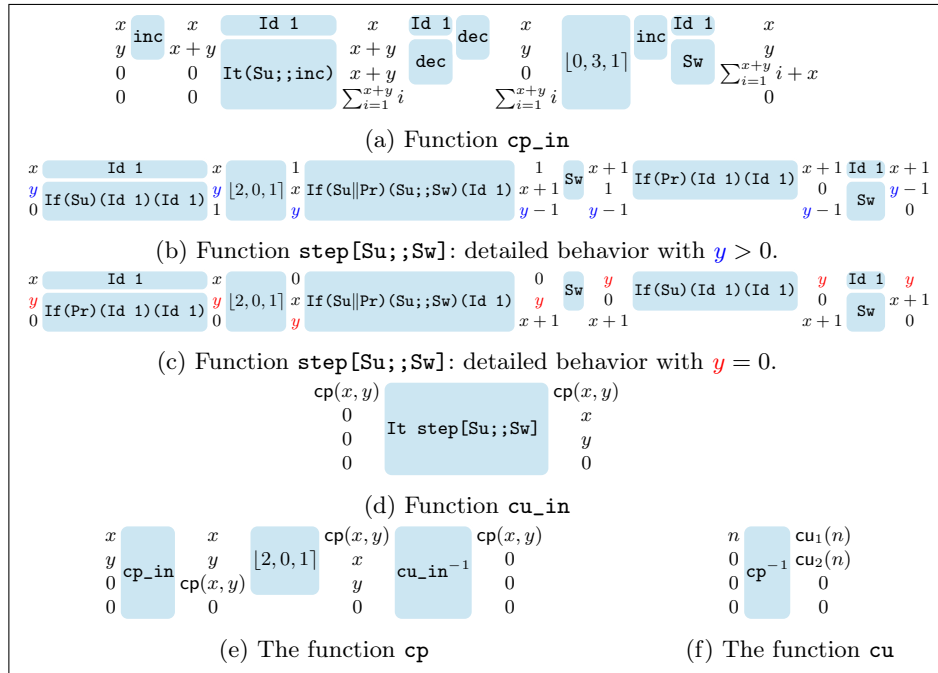 x inc x Id 1 x Id 1 dec x ⌊0, 3, 1⌉ inc Id 1 x
y x + y It(Su;;inc) x + y dec y Sw y
0 0 x + y 0 ∑_{i=1}^{x+y} i + x
0 0 ∑_{i=1}^{x+y} i ∑_{i=1}^{x+y} i 0
(a) Function cp_in
x Id 1 x ⌊2, 0, 1⌉ 1 If(Su||Pr)(Su;;Sw)(Id 1) 1 Sw x + 1 If(Pr)(Id 1)(Id 1) x + 1 Id 1 x + 1
y If(Su)(Id 1)(Id 1) y x x + 1 1 0 Sw y − 1
0 1 y y − 1 y − 1 y − 1 0
(b) Function step[Su;;Sw]: detailed behavior with y > 0.
x Id 1 x ⌊2, 0, 1⌉ 0 If(Su||Pr)(Su;;Sw)(Id 1) 0 Sw y If(Su)(Id 1)(Id 1) y Id 1 y
y If(Pr)(Id 1)(Id 1) y x y 0 0 Sw x + 1
0 0 y x + 1 x + 1 x + 1 0
(c) Function step[Su;;Sw]: detailed behavior with y = 0.
cp(x, y) cp(x, y)
0 It step[Su;;Sw] x
0 y
0 0
(d) Function cu_in
x cp_in x ⌊2, 0, 1⌉ cp(x, y) cu_in⁻¹ cp(x, y)
y y x 0
0 cp(x, y) y 0
0 0 0 0
(e) The function cp
n cp⁻¹ cu₁(n)
0 cu₂(n)
0 0
0 0
(f) The function cu